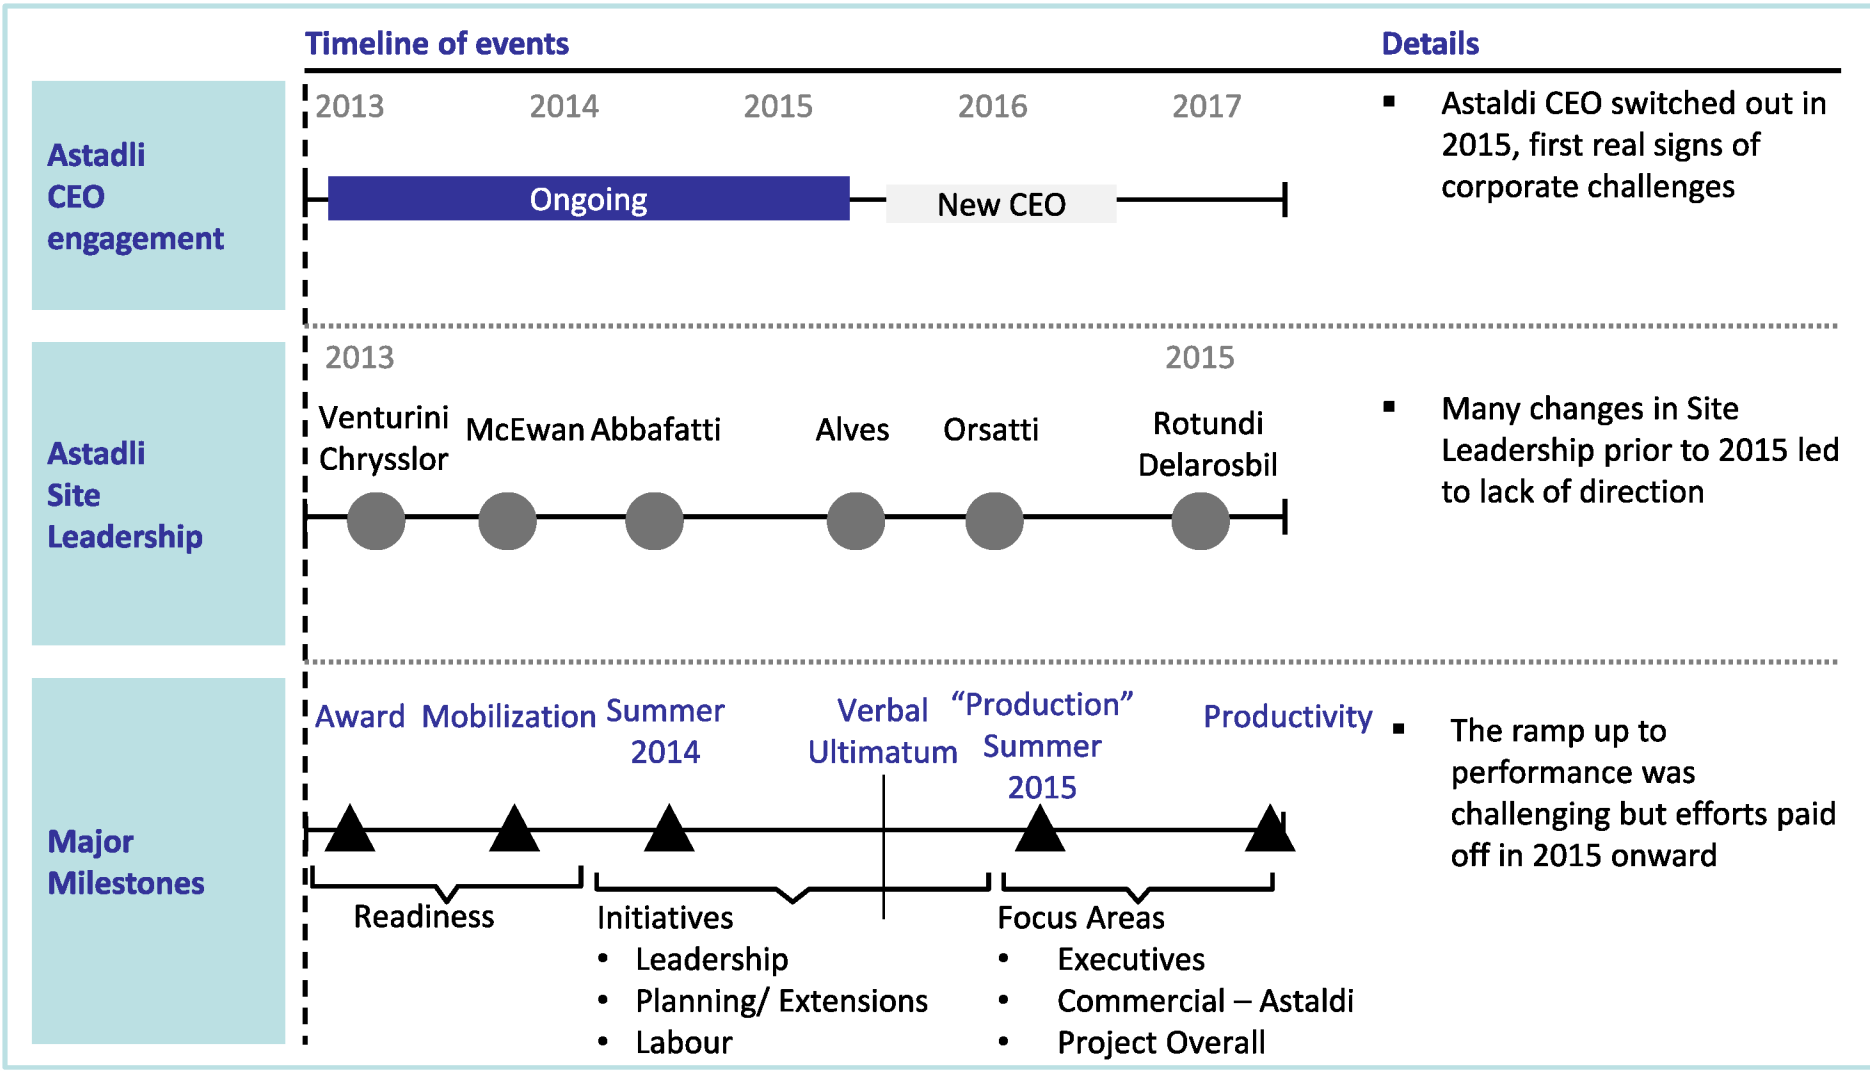 Timeline of events
Details
Astadli
CEO
engagement
2013 2014 2015 2016 2017
Ongoing
New CEO
▪ Astaldi CEO switched out in
2015, first real signs of
corporate challenges
Astadli
Site
Leadership
2013 2015
Venturini
Chrysslor
McEwan
Abbafatti
Alves
Orsatti
Rotundi
Delarosbil
▪ Many changes in Site
Leadership prior to 2015 led
to lack of direction
Major
Milestones
Award
Mobilization
Summer
2014
Verbal
Ultimatum
“Production”
Summer
2015
Productivity
Readiness
Initiatives
• Leadership
• Planning/ Extensions
• Labour
Focus Areas
• Executives
• Commercial – Astaldi
• Project Overall
▪ The ramp up to
performance was
challenging but efforts paid
off in 2015 onward